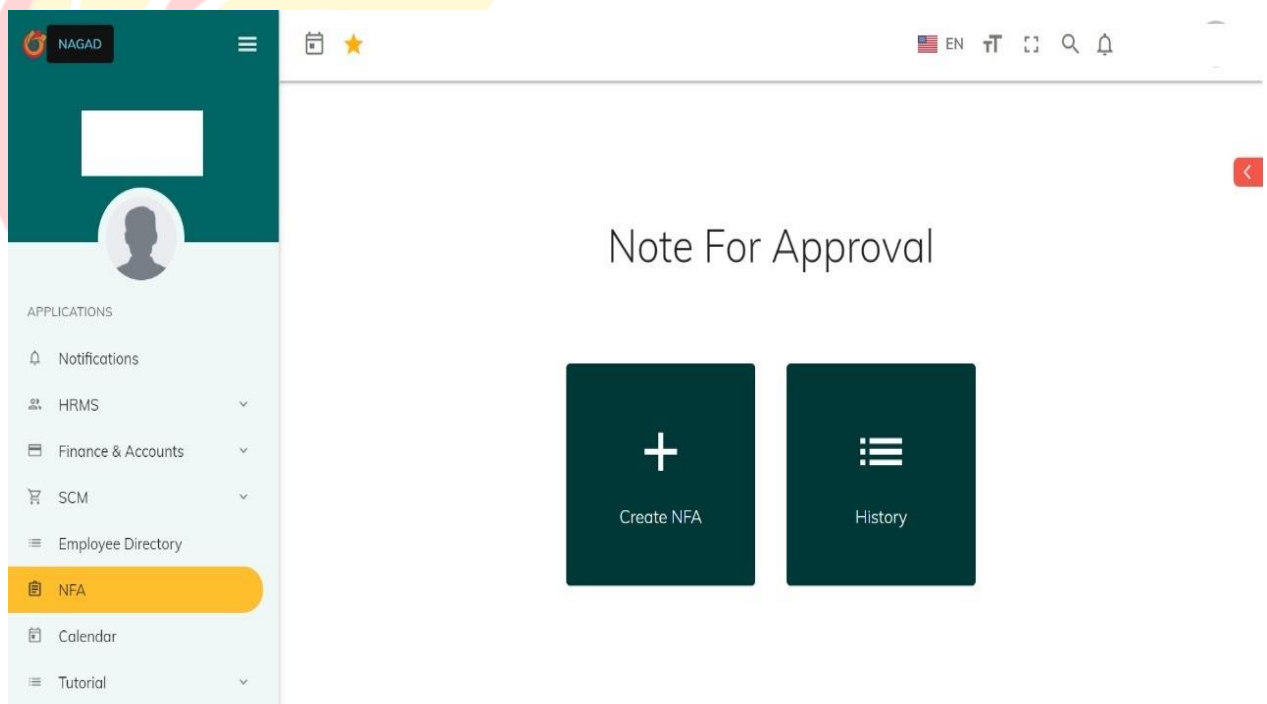 NAGAD
EN
Note For Approval
APPLICATIONS
Notifications
HRMS
Finance & Accounts
SCM
Employee Directory
NFA
Calendar
Tutorial
Create NFA
History